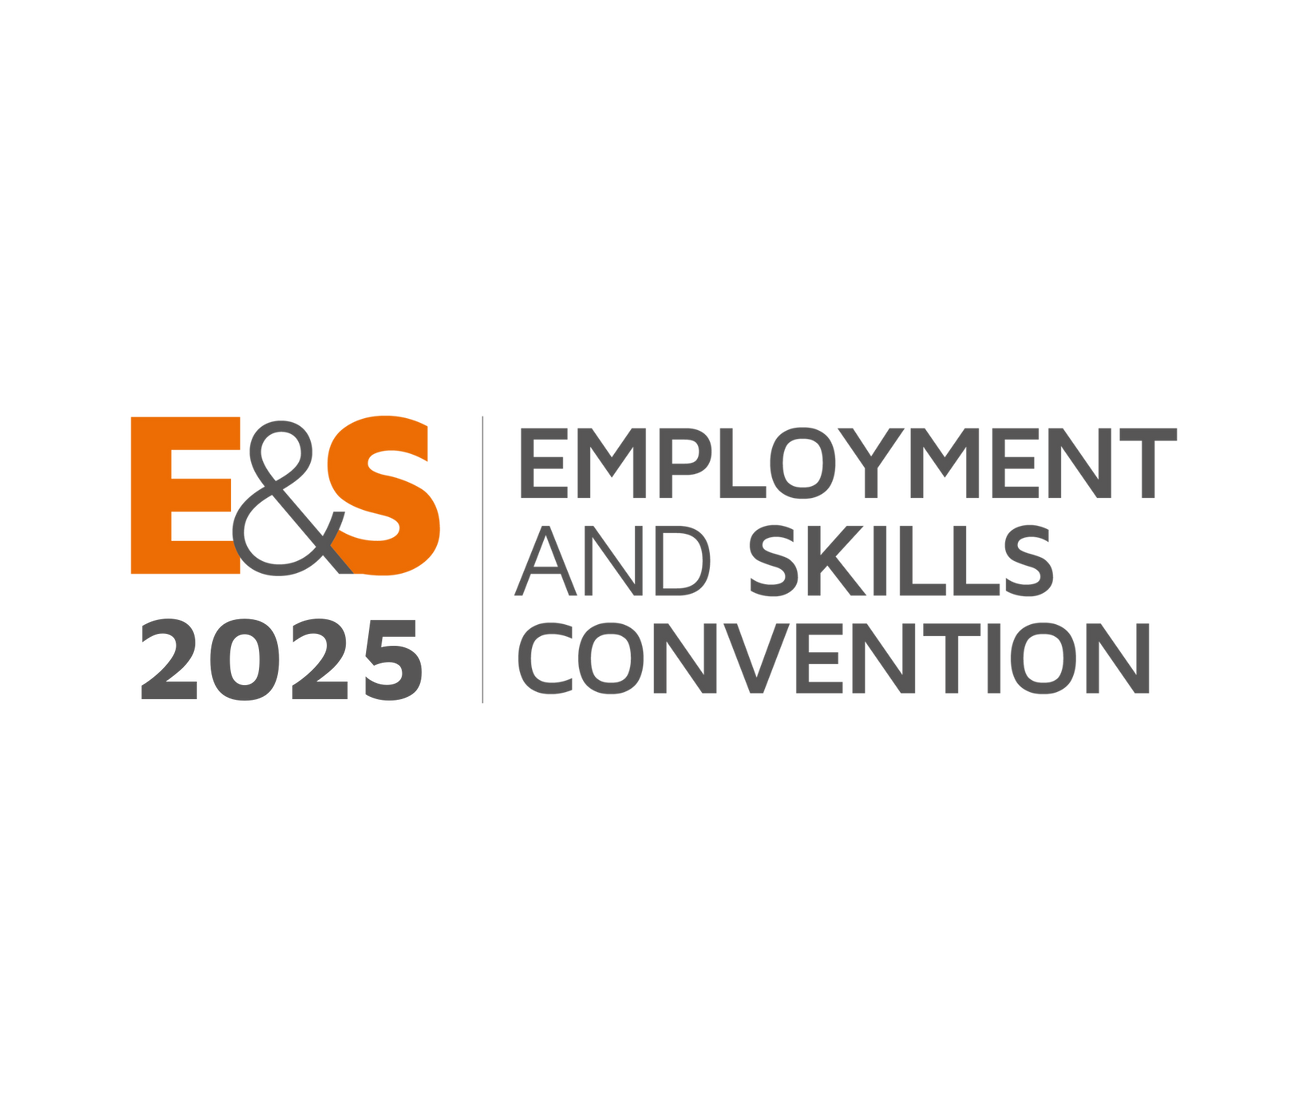 E&S
2025
EMPLOYMENT
AND SKILLS
CONVENTION